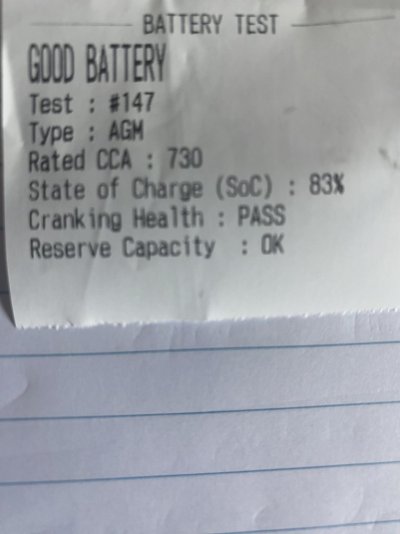 BATTERY TEST
GOOD BATTERY
Test : #147
Type : AGM
Rated CCA : 730
State of Charge (SoC) : 83%
Cranking Health : PASS
Reserve Capacity : OK